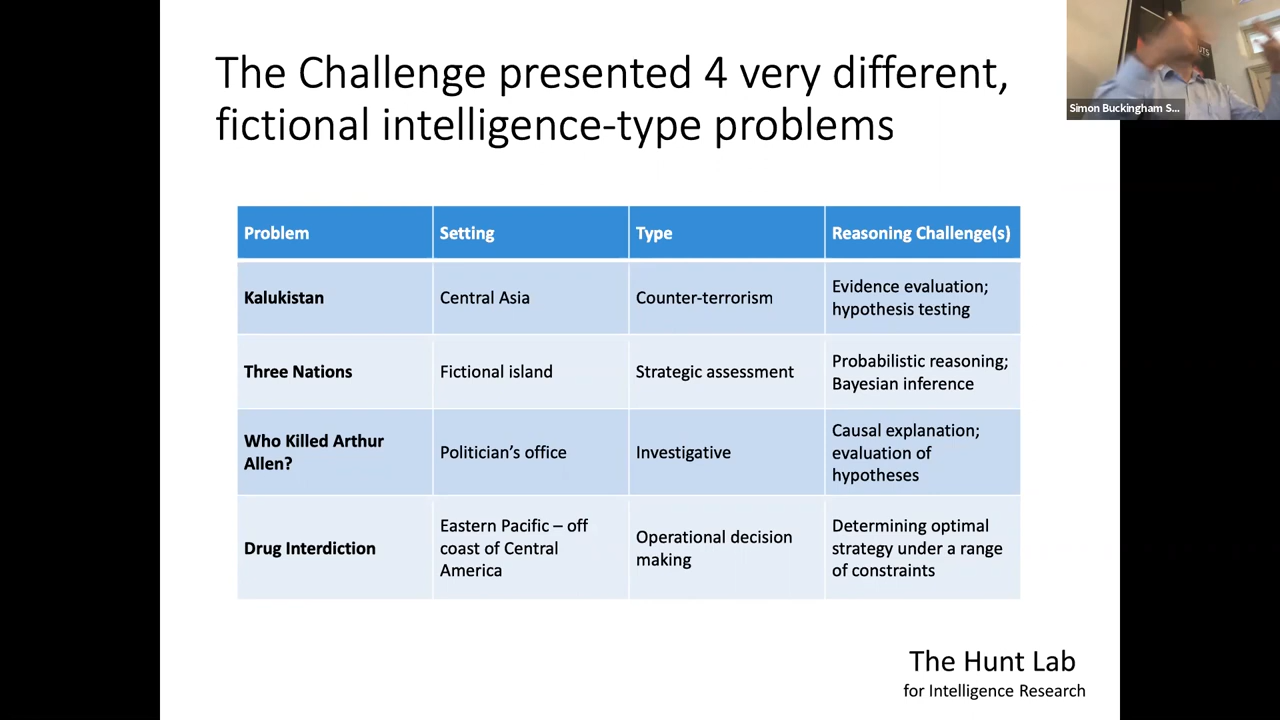 The Challenge presented 4 very different,
fictional intelligence-type problems
Simon Buckingham S...
Problem
Setting
Type
Reasoning Challenge(s)
Kalukistan
Central Asia
Counter-terrorism
Evidence evaluation;
hypothesis testing
Three Nations
Fictional island
Strategic assessment
Probabilistic reasoning;
Bayesian inference
Who Killed Arthur
Allen?
Politician’s office
Investigative
Causal explanation;
evaluation of
hypotheses
Drug Interdiction
Eastern Pacific – off
coast of Central
America
Operational decision
making
Determining optimal
strategy under a range
of constraints
The Hunt Lab
for Intelligence Research